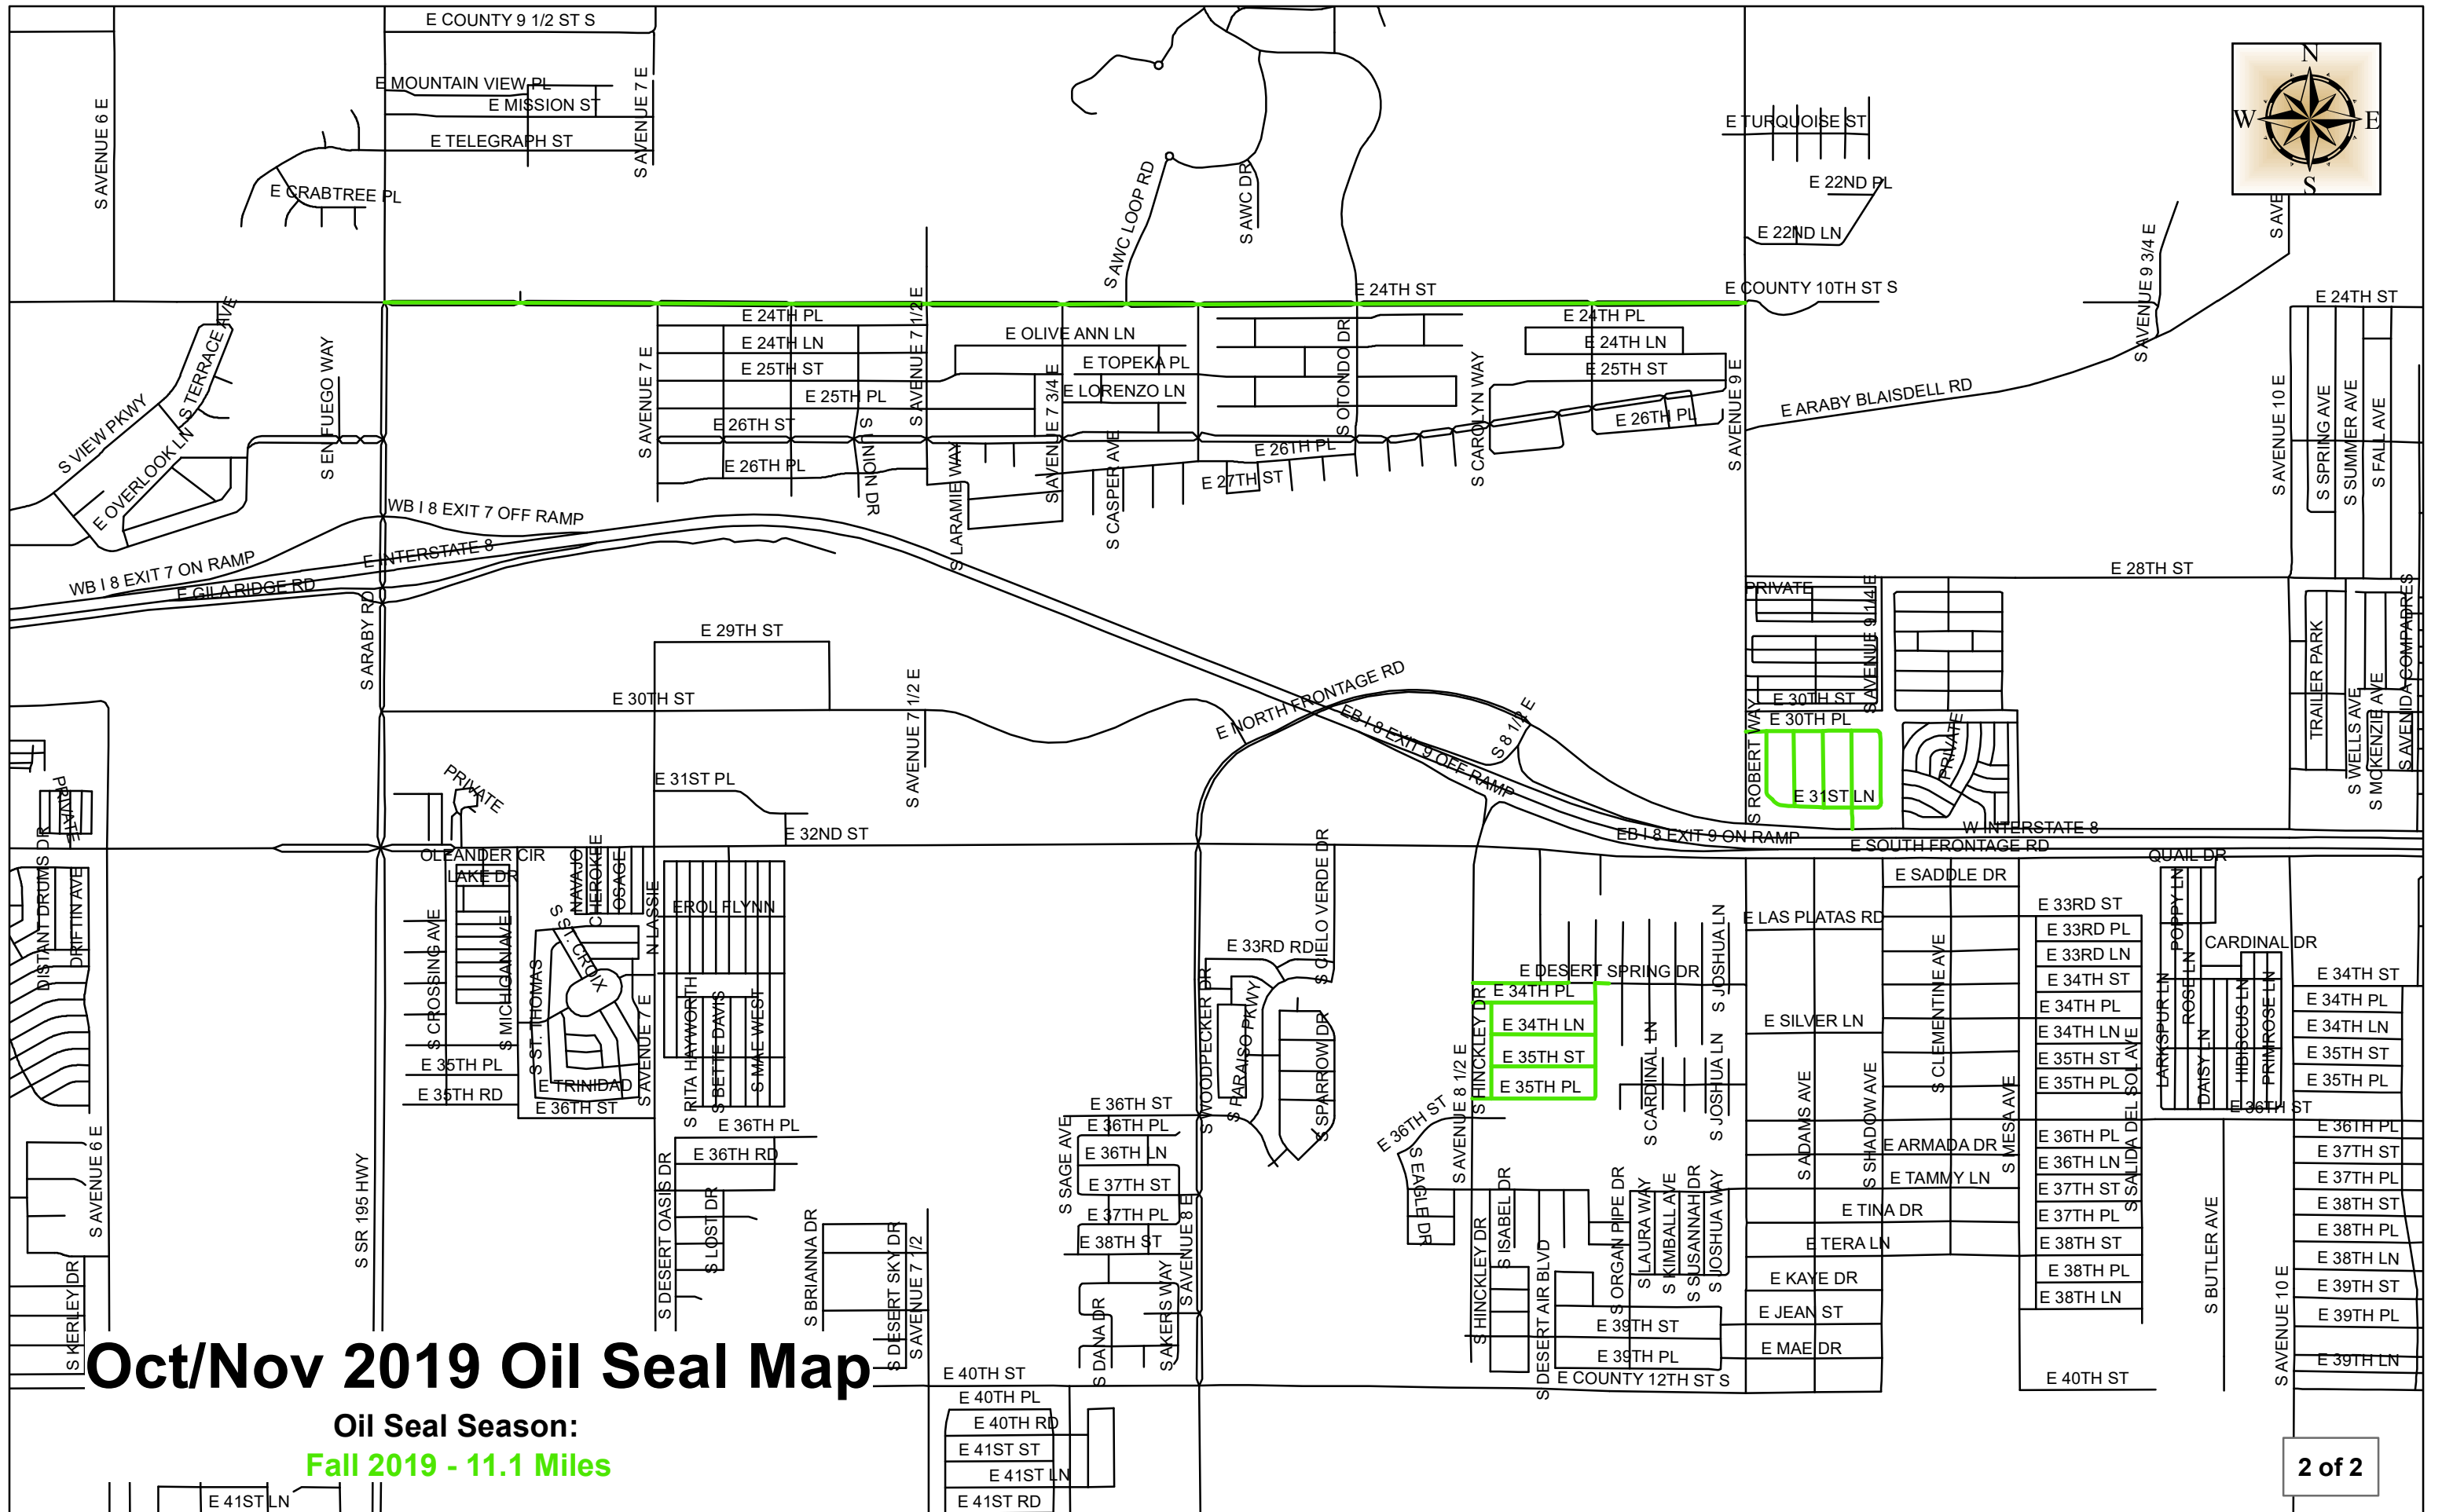 E COUNTY 9 1/2 ST S
N
E MOUNTAIN VIEW PL
E MISSION ST
S AVENUE 6 E
S AVENUE 7 E
E TELEGRAPH ST
E TURQUOISE ST
W
E
S
E CRABTREE PL
S AWC LOOP RD
S AWC DR
E 22ND PL
E 22ND LN
S AVE
S AVENUE 9 3/4 E
E 24TH ST
E COUNTY 10TH ST S
E 24TH ST
S TERRACE AVE
S VIEW PKWY
E OVERLOOK LN
S EN FUEGO WAY
S AVENUE 7 E
E 24TH PL
E 24TH LN
E 25TH ST
E 25TH PL
E 26TH ST
E 26TH PL
S UNION DR
S AVENUE 7 1/2 E
E OLIVE ANN LN
E TOPEKA PL
E LORENZO LN
S LARAMIE WAY
S AVENUE 7 3/4 E
S CASPER AVE
E 26TH PL
E 27TH ST
S OTONDO DR
S CAROLYN WAY
E 24TH PL
E 24TH LN
E 25TH ST
E 26TH PL
S AVENUE 9 E
E ARABY BLAISDELL RD
S AVENUE 10 E
S SPRING AVE
S SUMMER AVE
S FALL AVE
WB I 8 EXIT 7 OFF RAMP
WB I 8 EXIT 7 ON RAMP
E INTERSTATE 8
E GILA RIDGE RD
S ARABY RD
E 28TH ST
PRIVATE
S AVENUE 9 1/4 E
E 29TH ST
E 30TH ST
S AVENUE 7 1/2 E
E NORTH FRONTAGE RD
EB I 8 EXIT 9 OFF RAMP
S 8 1/2 E
E 30TH ST
E 30TH PL
S ROBERT WAY
E 31ST LN
PRIVATE
TRAILER PARK
S WELLS AVE
S MCKENZIE AVE
S AVENIDA COMPADRES
PRIVATE
PRIVATE
E 31ST PL
E 32ND ST
EB I 8 EXIT 9 ON RAMP
W INTERSTATE 8
E SOUTH FRONTAGE RD
DISTANT DRUMS DR
DRIFTIN AVE
OLEANDER CIR
LAKE DR
NAVAJO
CHEROKEE
OSAGE
N LASSIE
EROL FLYNN
S CROSSING AVE
S MICHIGAN AVE
S ST. THOMAS
S ST. CROIX
E TRINIDAD
S AVENUE 7 E
E 35TH PL
E 35TH RD
E 36TH ST
S RITA HAYWORTH
S BETTE DAVIS
S MAE WEST
S WOODPECKER DR
E 33RD RD
S CIELO VERDE DR
S PARAISO PKWY
S SPARROW DR
S AVENUE 8 1/2 E
S HINCKLEY DR
E DESERT SPRING DR
E 34TH PL
E 34TH LN
E 35TH ST
E 35TH PL
S CARDINAL LN
S CARDINAL DR
S JOSHUA LN
S JOSHUA LN
E LAS PLATAS RD
E SADDLE DR
E SILVER LN
S ADAMS AVE
S SHADOW AVE
S CLEMENTINE AVE
S MESA AVE
E 33RD ST
E 33RD PL
E 33RD LN
E 34TH ST
E 34TH PL
E 34TH LN
E 35TH ST
E 35TH PL
S SALIDA DEL SOL AVE
QUAIL DR
POPPY LN
CARDINAL DR
LARKSPUR LN
ROSE LN
DAISY LN
HIBISCUS LN
PRIMROSE LN
E 36TH ST
E 34TH ST
E 34TH PL
E 34TH LN
E 35TH ST
E 35TH PL
S AVENUE 6 E
S KERLEY DR
S SR 195 HWY
E 36TH PL
E 36TH RD
S DESERT OASIS DR
S LOST DR
S BRIANNA DR
S DESERT SKY DR
S AVENUE 7 1/2
S SAGE AVE
E 36TH ST
E 36TH PL
E 36TH LN
E 37TH ST
E 37TH PL
E 38TH ST
S AVENUE 8 E
S DANA DR
S AKERS WAY
E 36TH ST
S EAGLE DR
S HINCKLEY DR
S ISABEL DR
S DESERT AIR BLVD
S ORGAN PIPE DR
S LAURA WAY
S KIMBALL AVE
S SUSANNAH DR
S JOSHUA WAY
E 39TH ST
E 39TH PL
E COUNTY 12TH ST S
E ARMADA DR
E TAMMY LN
E TINA DR
E TERA LN
E KAYE DR
E JEAN ST
E MAE DR
E 36TH PL
E 36TH LN
E 37TH ST
E 37TH PL
E 38TH ST
E 38TH PL
E 38TH LN
E 40TH ST
S BUTLER AVE
S AVENUE 10 E
E 36TH PL
E 37TH ST
E 37TH PL
E 38TH ST
E 38TH PL
E 38TH LN
E 39TH ST
E 39TH PL
E 39TH LN
Oct/Nov 2019 Oil Seal Map
Oil Seal Season:
Fall 2019 - 11.1 Miles
E 40TH ST
E 40TH PL
E 40TH RD
E 41ST ST
E 41ST LN
E 41ST RD
E 41ST LN
2 of 2